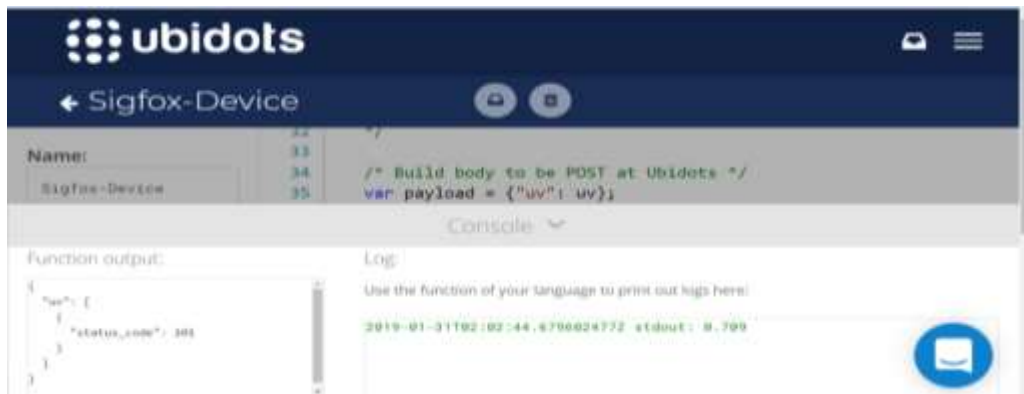 ubidots
Sigfox-Device
32 */
33
Name:
34 /* Build body to be POST at Ubidots */
Sigfox-Device
35 var payload = {"uv": uv};
Console
Function output:
Log:
{
Use the function of your language to print out logs here:
"uv": [
{
"status_code": 201
}
]
}
stdout: 0.709